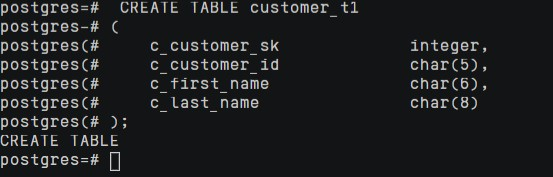 postgres=#  CREATE TABLE customer_t1
postgres-# (
postgres(#     c_customer_sk             integer,
postgres(#     c_customer_id             char(5),
postgres(#     c_first_name              char(6),
postgres(#     c_last_name               char(8)
postgres(# );
CREATE TABLE
postgres=#